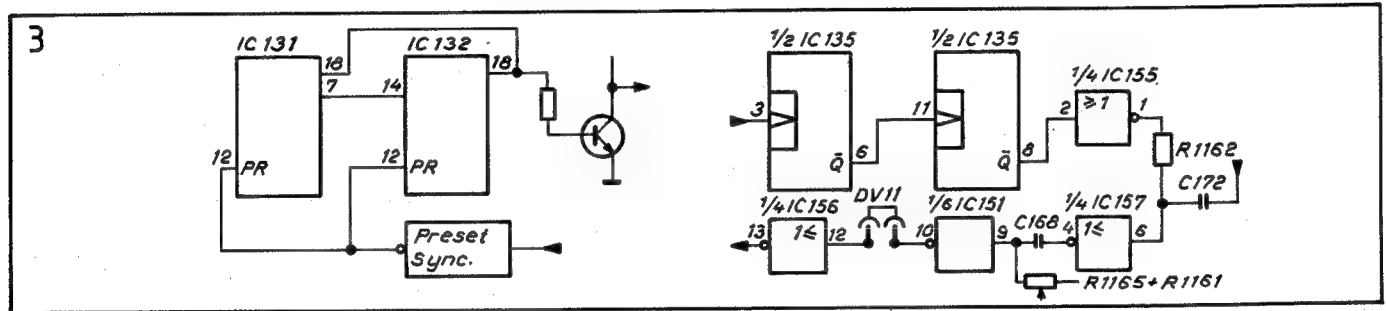 3
IC 131
IC 132
1/2 IC 135
1/2 IC 135
1/4 IC 155
18
7
14
18
12
PR
12
PR
Preset
Sync.
3
Q̄
6
11
Q̄
8
2
≥1
1
R1162
C172
1/4 IC 156
DV11
1/6 IC 151
C168
1/4 IC 157
13
1≤
12
10
9
4
1≤
6
R1165+R1161